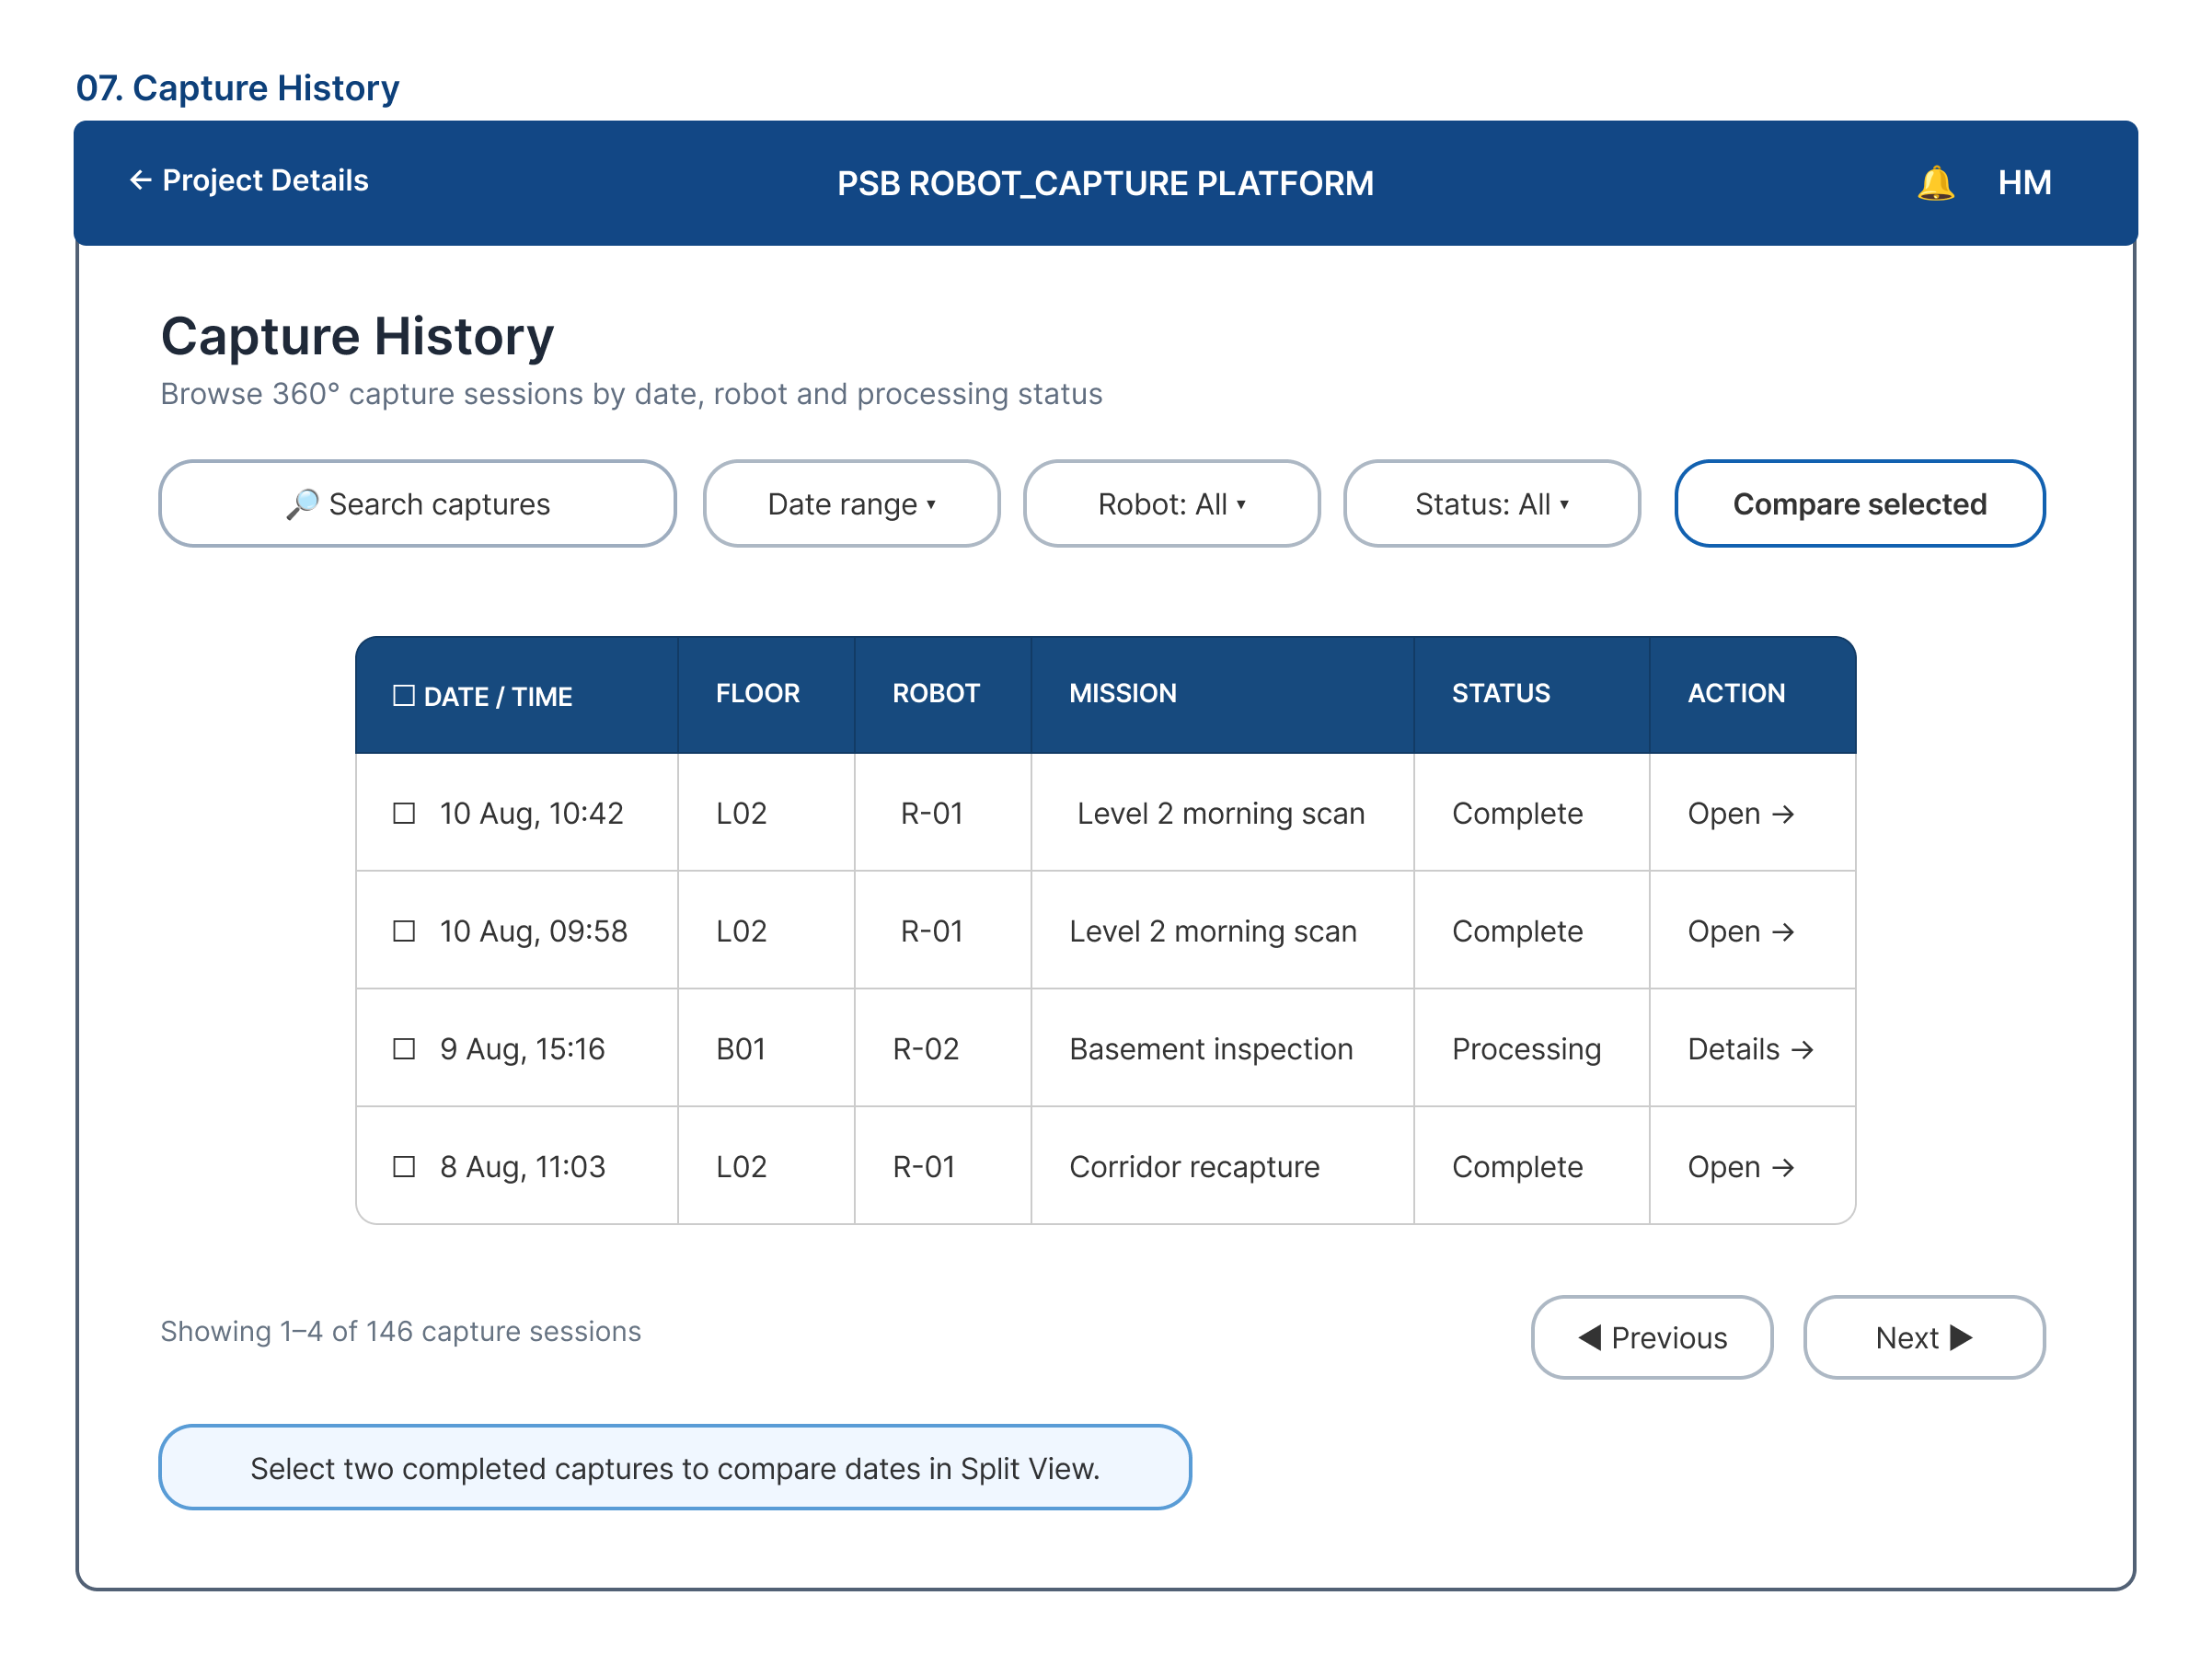 07. Capture History
← Project Details PSB ROBOT_CAPTURE PLATFORM 🔔 HM
Capture History
Browse 360° capture sessions by date, robot and processing status
🔎 Search captures Date range ▾ Robot: All ▾ Status: All ▾ Compare selected
☐ DATE / TIME FLOOR ROBOT MISSION STATUS ACTION
☐ 10 Aug, 10:42 L02 R-01 Level 2 morning scan Complete Open →
☐ 10 Aug, 09:58 L02 R-01 Level 2 morning scan Complete Open →
☐ 9 Aug, 15:16 B01 R-02 Basement inspection Processing Details →
☐ 8 Aug, 11:03 L02 R-01 Corridor recapture Complete Open →
Showing 1–4 of 146 capture sessions ◀ Previous Next ▶
Select two completed captures to compare dates in Split View.